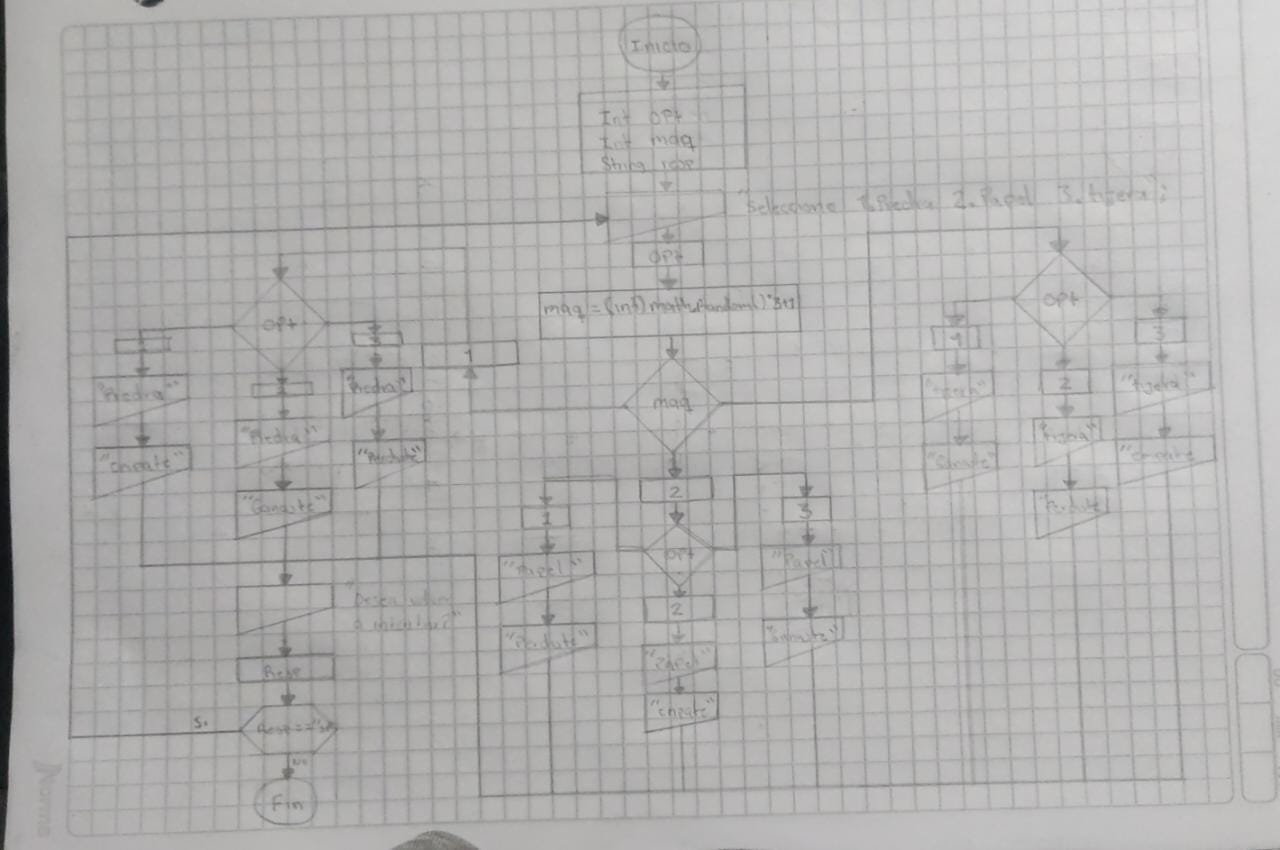 Inicio
Int opt
Int maq
String resp
"Seleccione 1.Piedra 2.Papel 3.tijera";
opt
maq = (int) math.Random()*3+1
maq
1
opt
1
"Piedra"
"Empate"
2
"Piedra"
"Ganaste"
3
"Piedra"
"Perdiste"
2
opt
1
"Papel"
"Perdiste"
2
"Papel"
"Empate"
3
"Papel"
"Ganaste"
opt
1
"tijera"
"Ganaste"
2
"tijera"
"Perdiste"
3
"tijera"
"Empate"
"Desea volver
a intentar?"
Resp
Resp=="si"
Si
No
Fin
Norma